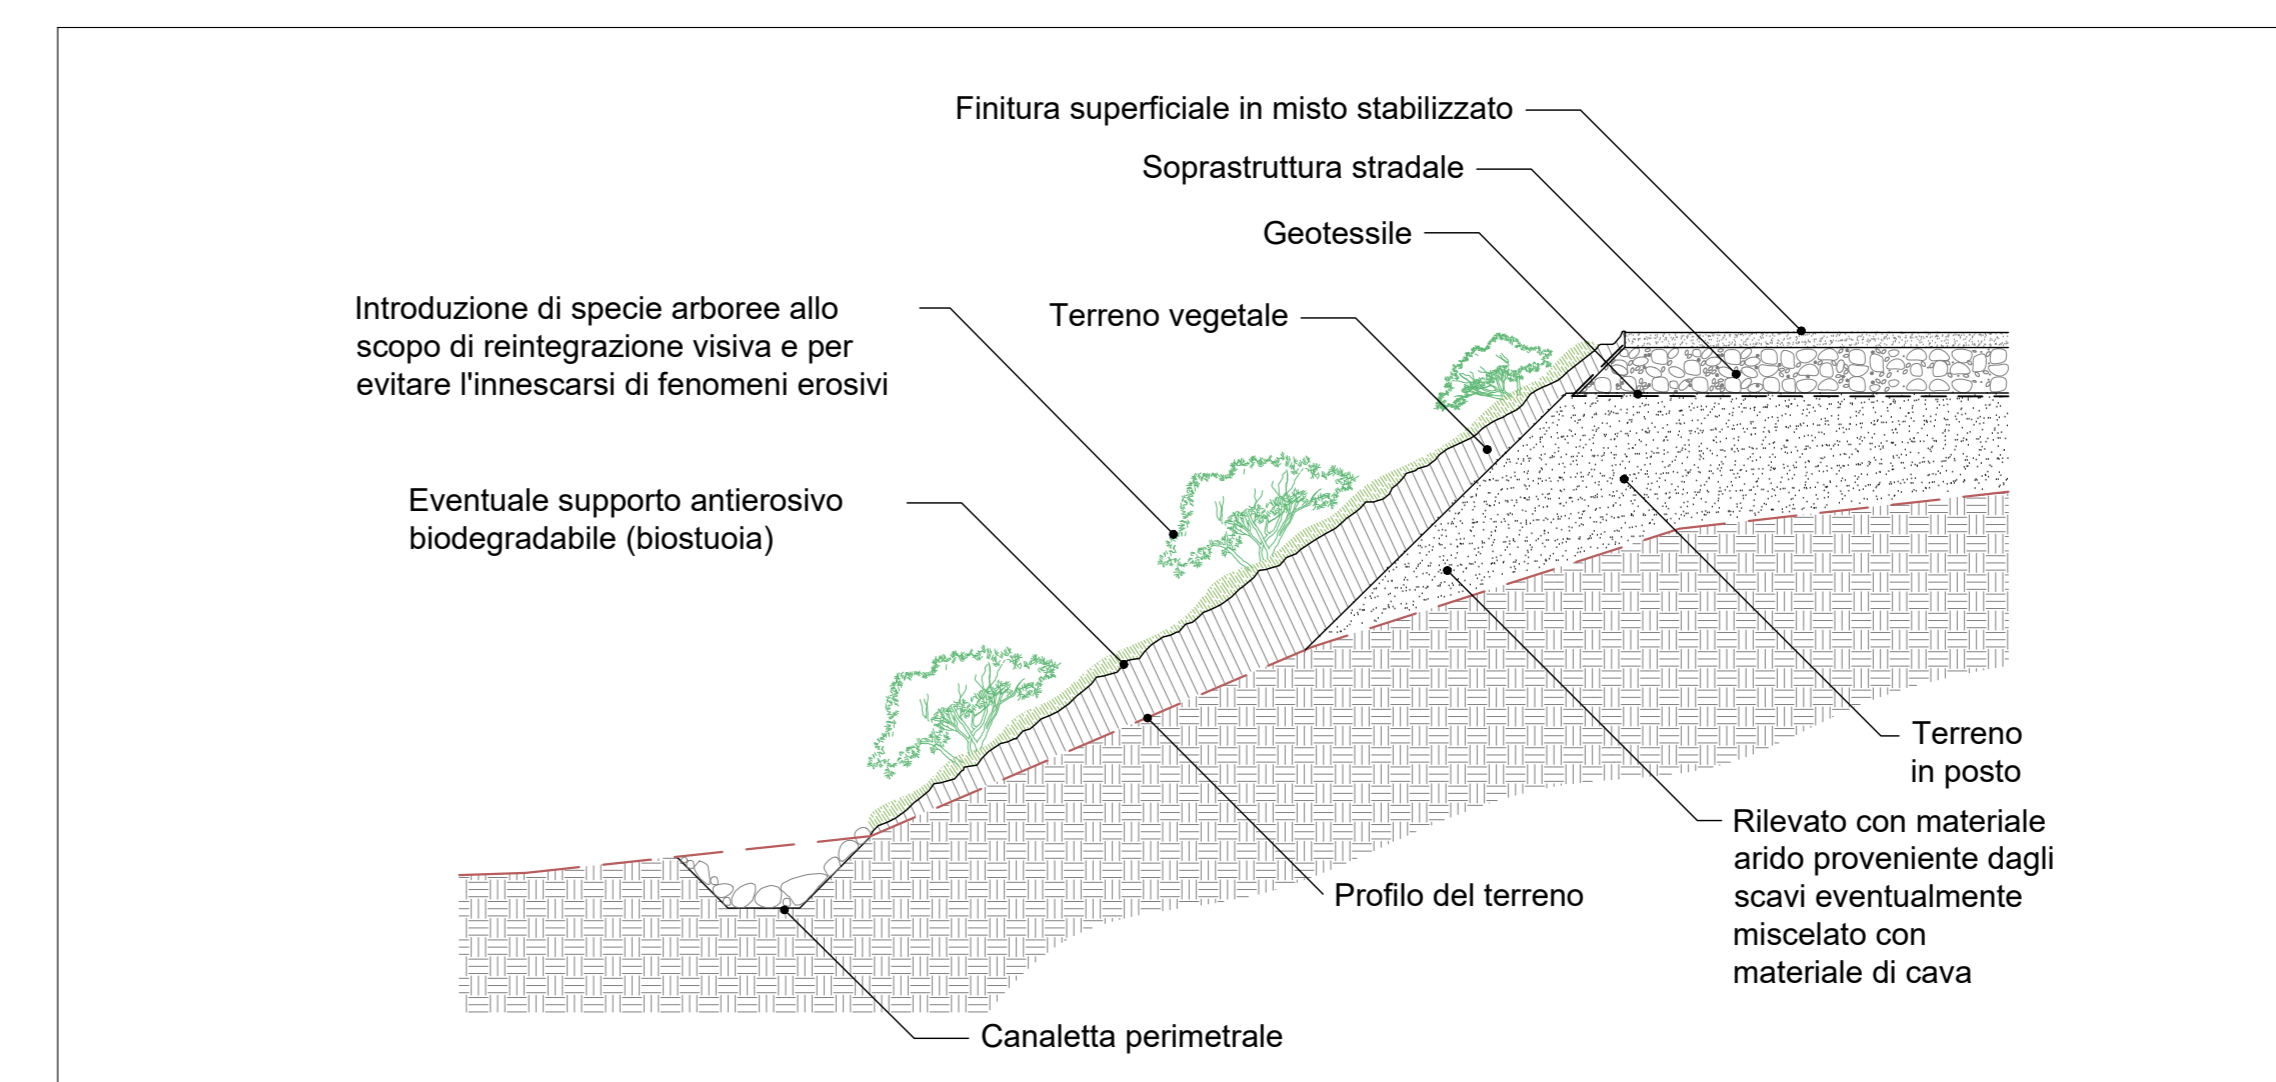 Finitura superficiale in misto stabilizzato
Soprastruttura stradale
Geotessile
Introduzione di specie arboree allo
scopo di reintegrazione visiva e per
evitare l'innescarsi di fenomeni erosivi
Terreno vegetale
Eventuale supporto antierosivo
biodegradabile (biostuoia)
Terreno
in posto
Rilevato con materiale
arido proveniente dagli
scavi eventualmente
miscelato con
materiale di cava
Profilo del terreno
Canaletta perimetrale